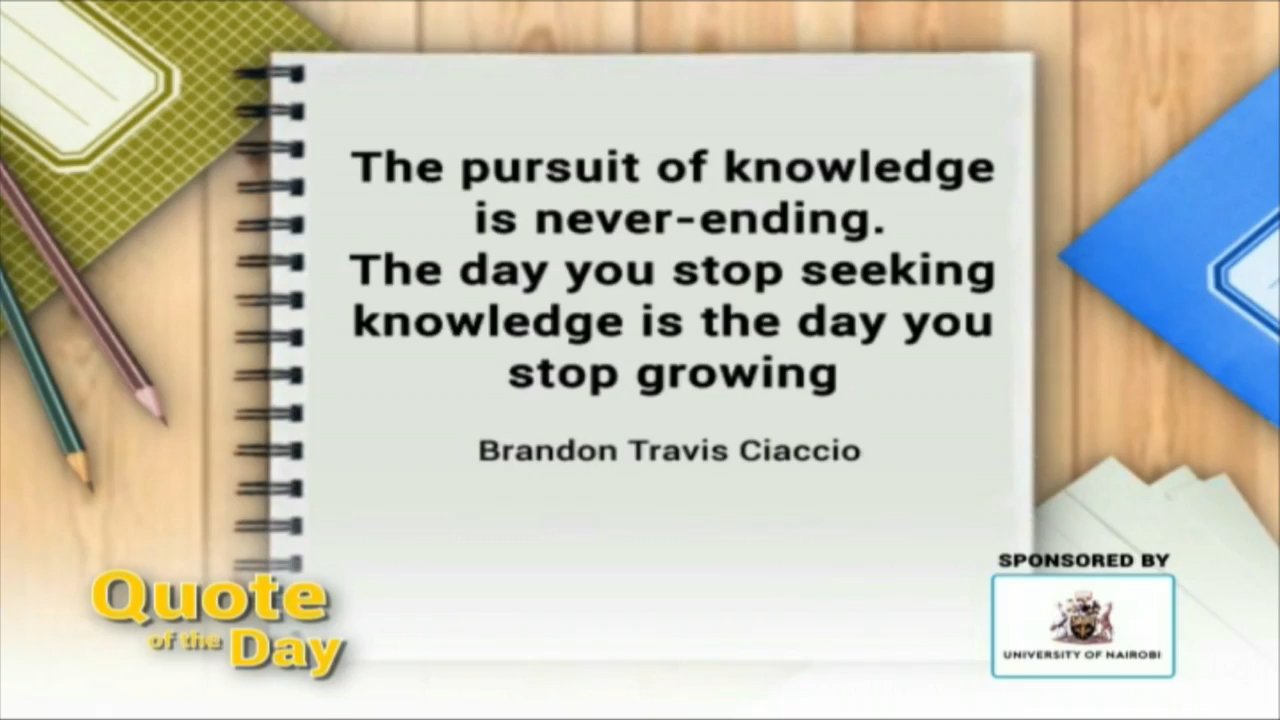 The pursuit of knowledge
is never-ending.
The day you stop seeking
knowledge is the day you
stop growing
Brandon Travis Ciaccio
Quote
of the Day
SPONSORED BY
UNIVERSITY OF NAIROBI